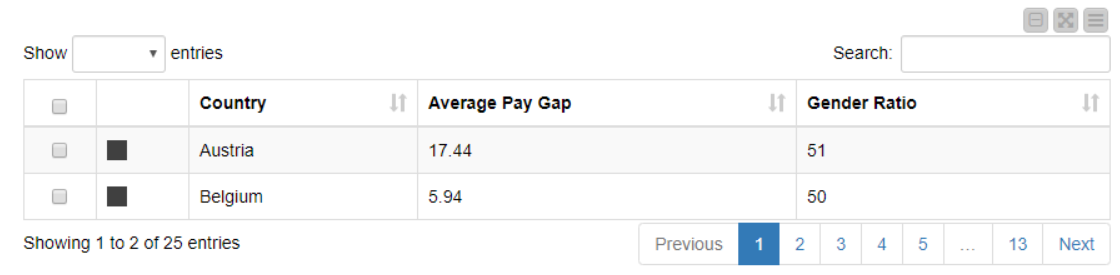 Show entries Search:
Country Average Pay Gap Gender Ratio
Austria 17.44 51
Belgium 5.94 50
Showing 1 to 2 of 25 entries Previous 1 2 3 4 5 ... 13 Next